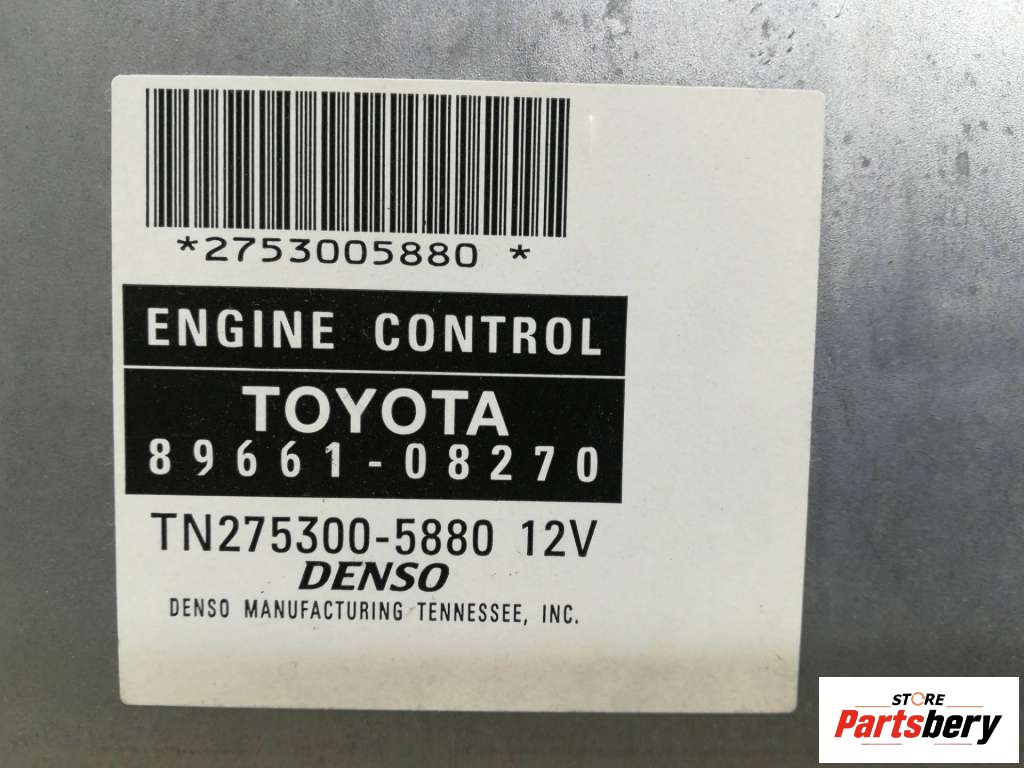 *2753005880 *
ENGINE CONTROL
TOYOTA
89661-08270
TN275300-5880 12V
DENSO
DENSO MANUFACTURING TENNESSEE, INC.
STORE
Partsbery